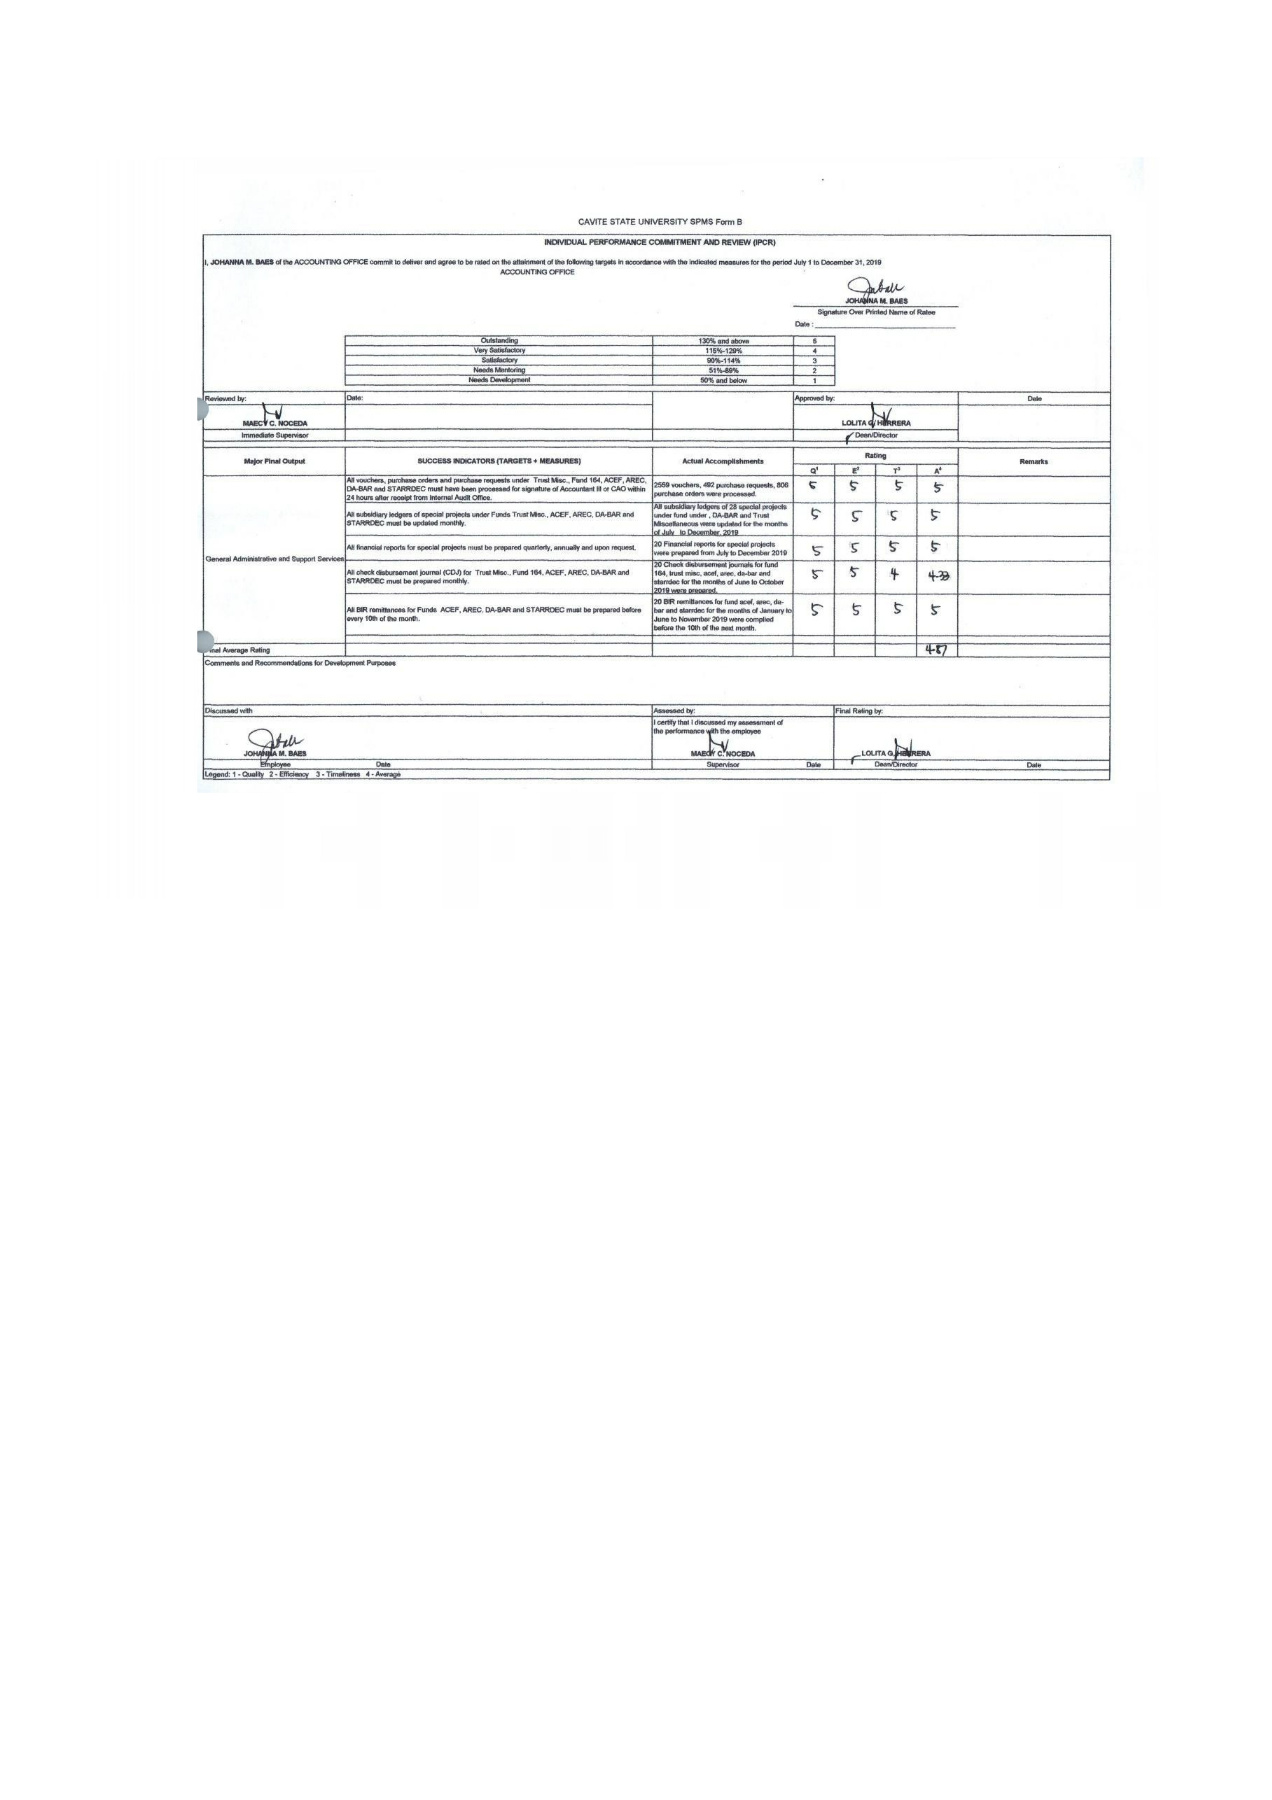 CAVITE STATE UNIVERSITY SPMS Form B
INDIVIDUAL PERFORMANCE COMMITMENT AND REVIEW (IPCR)
I, JOHANNA M. BAES of the ACCOUNTING OFFICE commit to deliver and agree to be rated on the attainment of the following targets in accordance with the indicated measures for the period July 1 to December 31, 2019
ACCOUNTING OFFICE
JOHANNA M. BAES
Signature Over Printed Name of Ratee
Date :
Outstanding 130% and above 5
Very Satisfactory 115%-129% 4
Satisfactory 90%-114% 3
Needs Mentoring 51%-89% 2
Needs Development 50% and below 1
Reviewed by: Date: Approved by: Date
MAECY C. NOCEDA LOLITA G. HERRERA
Immediate Supervisor Dean/Director
Major Final Output SUCCESS INDICATORS (TARGETS + MEASURES) Actual Accomplishments Rating Remarks
Q¹ E² T³ A⁴
General Administrative and Support Services
All vouchers, purchase orders and purchase requests under Trust Misc., Fund 164, ACEF, AREC,
DA-BAR and STARRDEC must have been processed for signature of Accountant III or CAO within
24 hours after receipt from Internal Audit Office.
2559 vouchers, 492 purchase requests, 806
purchase orders were processed.
5 5 5 5
All subsidiary ledgers of special projects under Funds Trust Misc., ACEF, AREC, DA-BAR and
STARRDEC must be updated monthly.
All subsidiary ledgers of 28 special projects
under fund under , DA-BAR and Trust
Miscellaneous were updated for the months
of July to December, 2019
5 5 5 5
All financial reports for special projects must be prepared quarterly, annually and upon request.
20 Financial reports for special projects
were prepared from July to December 2019
5 5 5 5
All check disbursement journal (CDJ) for Trust Misc., Fund 164, ACEF, AREC, DA-BAR and
STARRDEC must be prepared monthly.
20 Check disbursement journals for fund
164, trust misc, acef, arec, da-bar and
starrdec for the months of June to October
2019 were prepared.
5 5 4 4.33
All BIR remittances for Funds ACEF, AREC, DA-BAR and STARRDEC must be prepared before
every 10th of the month.
20 BIR remittances for fund acef, arec, da-
bar and starrdec for the months of January to
June to November 2019 were complied
before the 10th of the next month.
5 5 5 5
Final Average Rating 4.87
Comments and Recommendations for Development Purposes
Discussed with Assessed by: Final Rating by:
I certify that I discussed my assessment of
the performance with the employee
JOHANNA M. BAES MAECY C. NOCEDA LOLITA G. HERRERA
Employee Date Supervisor Date Dean/Director Date
Legend: 1 - Quality 2 - Efficiency 3 - Timeliness 4 - Average